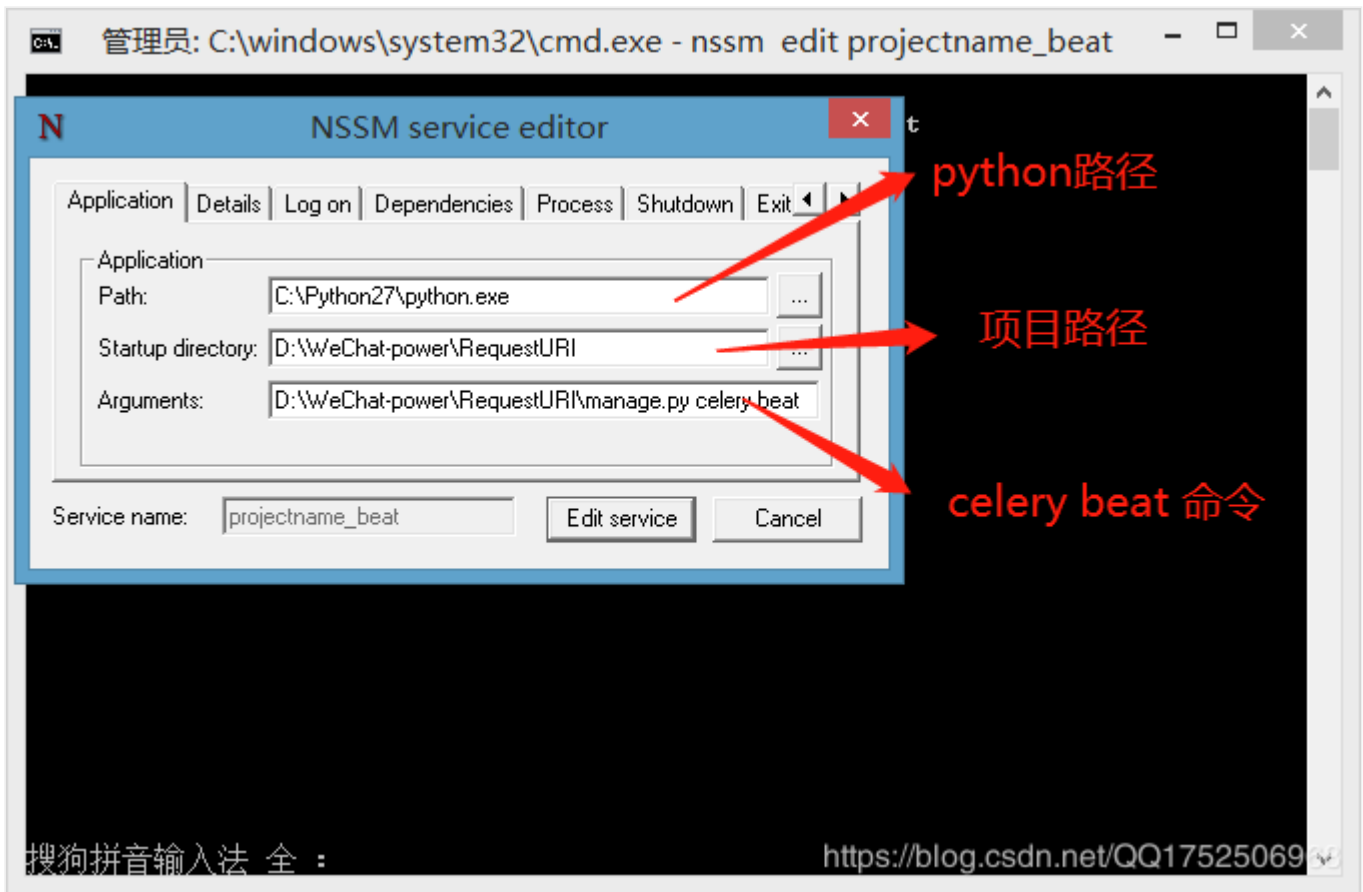 管理员: C:\windows\system32\cmd.exe - nssm  edit projectname_beat
t
N
NSSM service editor
python路径
Application
Details
Log on
Dependencies
Process
Shutdown
Exit
Application
Path:
C:\Python27\python.exe
...
项目路径
Startup directory:
D:\WeChat-power\RequestURI
...
Arguments:
D:\WeChat-power\RequestURI\manage.py celery beat
celery beat 命令
Service name:
projectname_beat
Edit service
Cancel
搜狗拼音输入法 全 :
https://blog.csdn.net/QQ1752506968